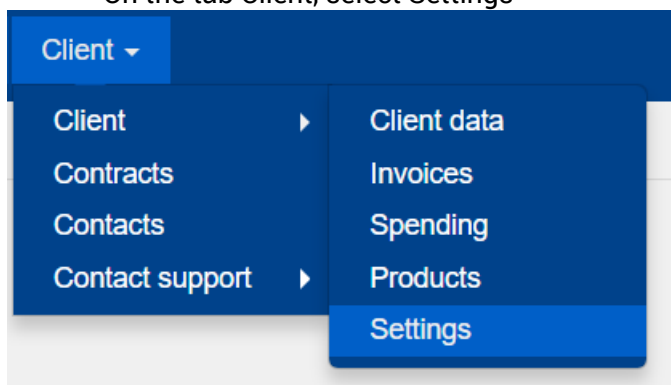 On the tab Client, select Settings
Client
Client
Contracts
Contacts
Contact support
Client data
Invoices
Spending
Products
Settings